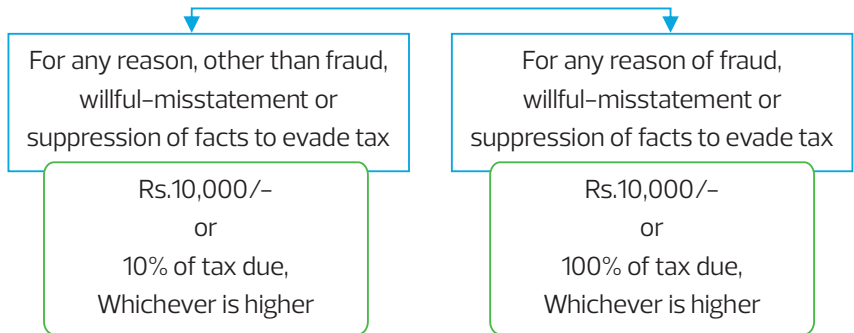 For any reason, other than fraud,
willful-misstatement or
suppression of facts to evade tax
Rs.10,000/-
or
10% of tax due,
Whichever is higher
For any reason of fraud,
willful-misstatement or
suppression of facts to evade tax
Rs.10,000/-
or
100% of tax due,
Whichever is higher